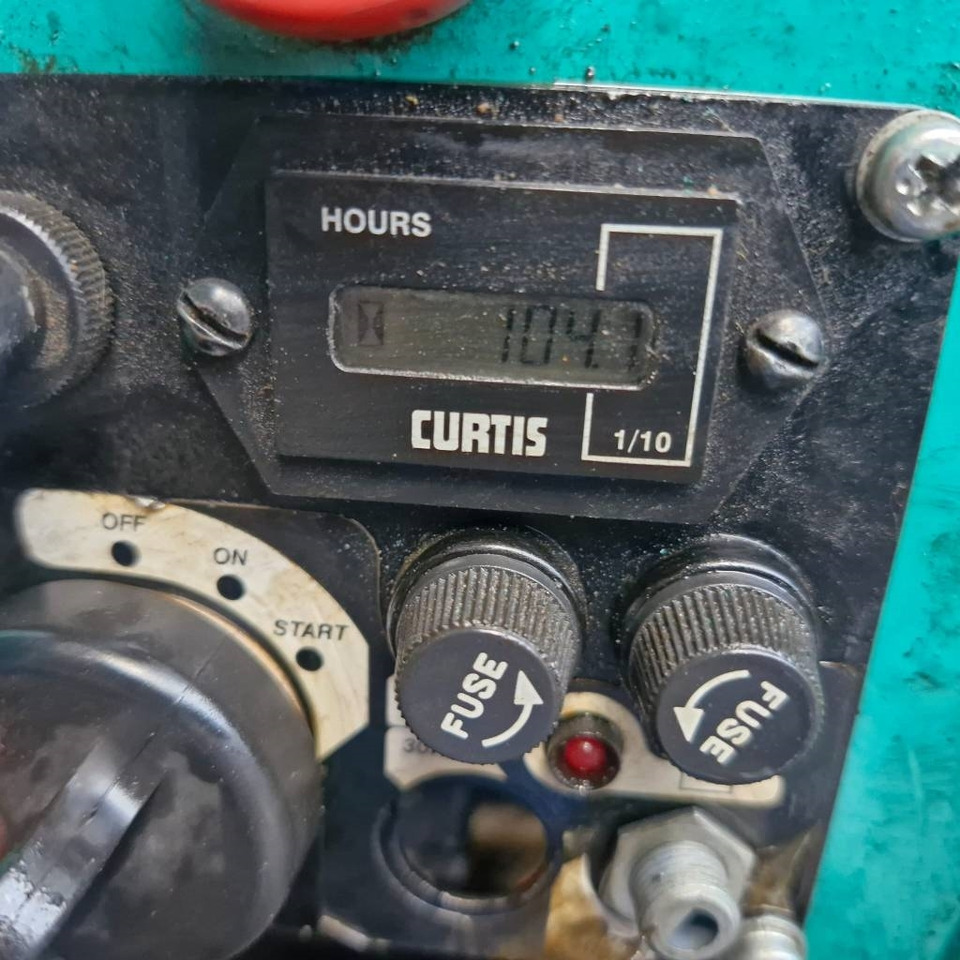 HOURS
104.1
CURTIS
1/10
OFF
ON
START
FUSE
FUSE